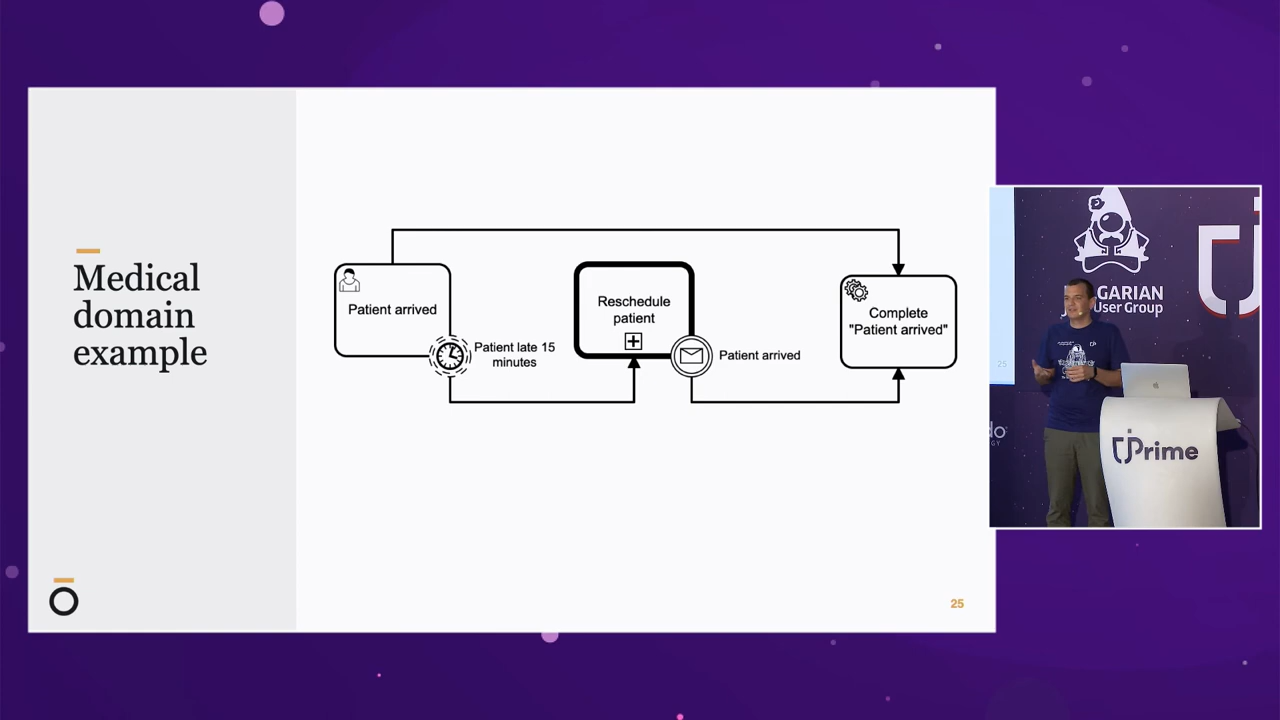 Medical
domain
example
Patient arrived
Patient late 15
minutes
Reschedule
patient
Patient arrived
Complete
"Patient arrived"
25
GARIAN
User Group
25
Prime